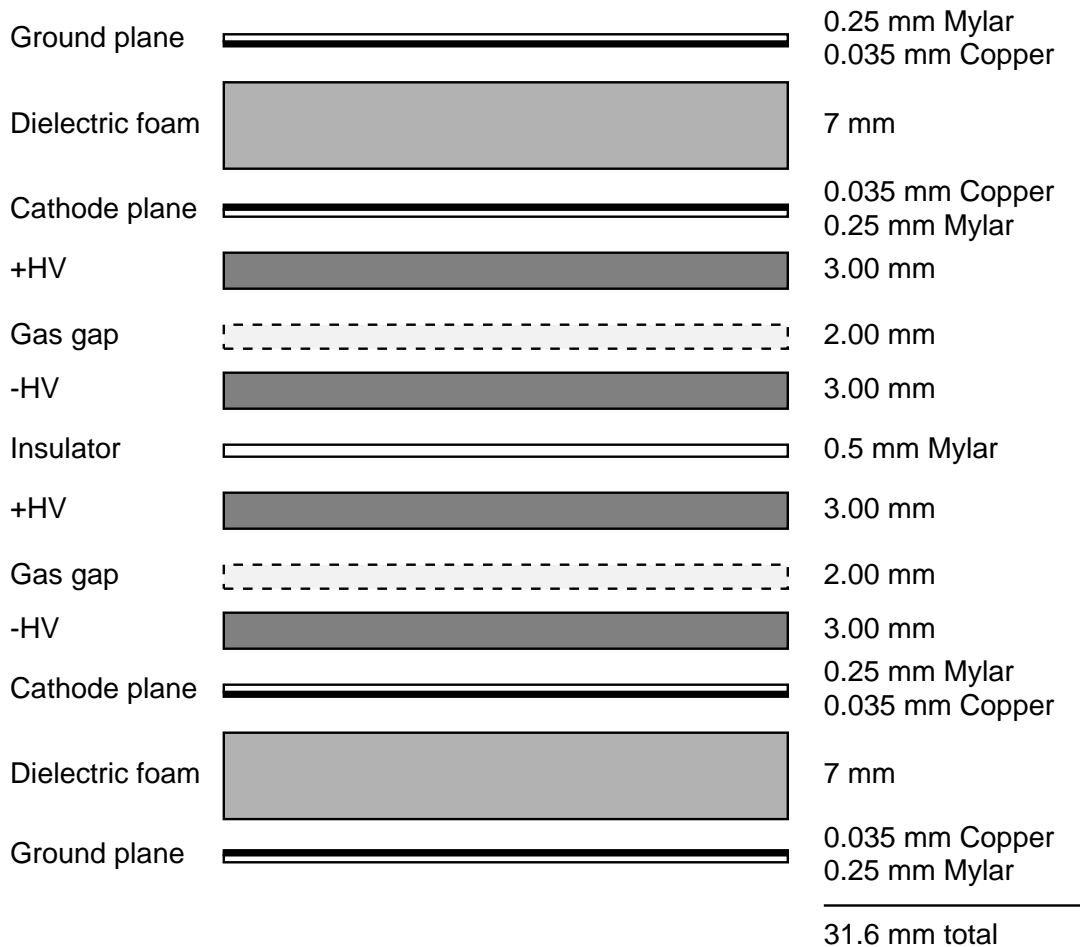 Ground plane
0.25 mm Mylar
0.035 mm Copper
Dielectric foam
7 mm
Cathode plane
0.035 mm Copper
0.25 mm Mylar
+HV
3.00 mm
Gas gap
2.00 mm
-HV
3.00 mm
Insulator
0.5 mm Mylar
+HV
3.00 mm
Gas gap
2.00 mm
-HV
3.00 mm
Cathode plane
0.25 mm Mylar
0.035 mm Copper
Dielectric foam
7 mm
Ground plane
0.035 mm Copper
0.25 mm Mylar
31.6 mm total